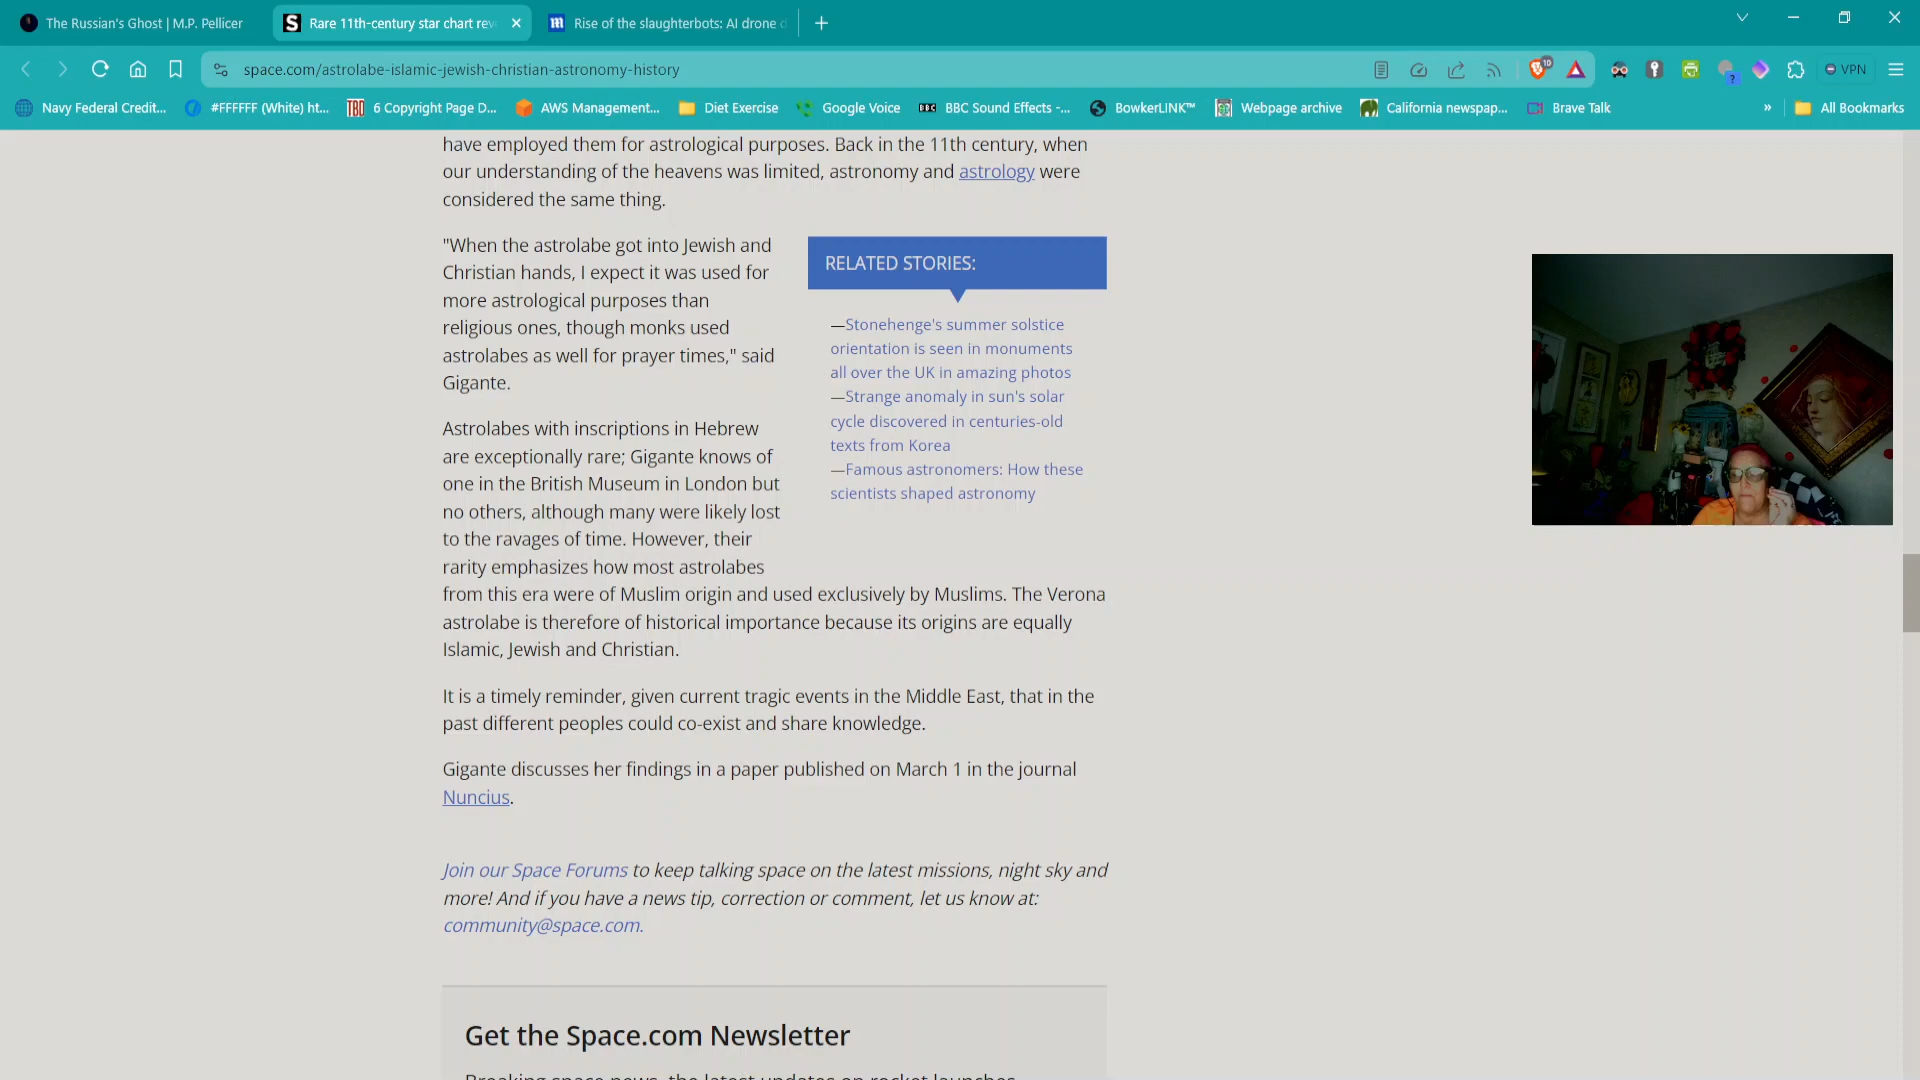 The Russian's Ghost | M.P. Pellicer
Rare 11th-century star chart rev
Rise of the slaughterbots: AI drone d
space.com/astrolabe-islamic-jewish-christian-astronomy-history
10
VPN
Navy Federal Credit...
#FFFFFF (White) ht...
6 Copyright Page D...
AWS Management...
Diet Exercise
Google Voice
BBC Sound Effects -...
BowkerLINK™
Webpage archive
California newspap...
Brave Talk
»
All Bookmarks
have employed them for astrological purposes. Back in the 11th century, when
our understanding of the heavens was limited, astronomy and astrology were
considered the same thing.
"When the astrolabe got into Jewish and
Christian hands, I expect it was used for
more astrological purposes than
religious ones, though monks used
astrolabes as well for prayer times," said
Gigante.
RELATED STORIES:
—Stonehenge's summer solstice
orientation is seen in monuments
all over the UK in amazing photos
—Strange anomaly in sun's solar
cycle discovered in centuries-old
texts from Korea
—Famous astronomers: How these
scientists shaped astronomy
Astrolabes with inscriptions in Hebrew
are exceptionally rare; Gigante knows of
one in the British Museum in London but
no others, although many were likely lost
to the ravages of time. However, their
rarity emphasizes how most astrolabes
from this era were of Muslim origin and used exclusively by Muslims. The Verona
astrolabe is therefore of historical importance because its origins are equally
Islamic, Jewish and Christian.
It is a timely reminder, given current tragic events in the Middle East, that in the
past different peoples could co-exist and share knowledge.
Gigante discusses her findings in a paper published on March 1 in the journal
Nuncius.
Join our Space Forums to keep talking space on the latest missions, night sky and
more! And if you have a news tip, correction or comment, let us know at:
community@space.com.
Get the Space.com Newsletter
Breaking space news, the latest updates on rocket launches